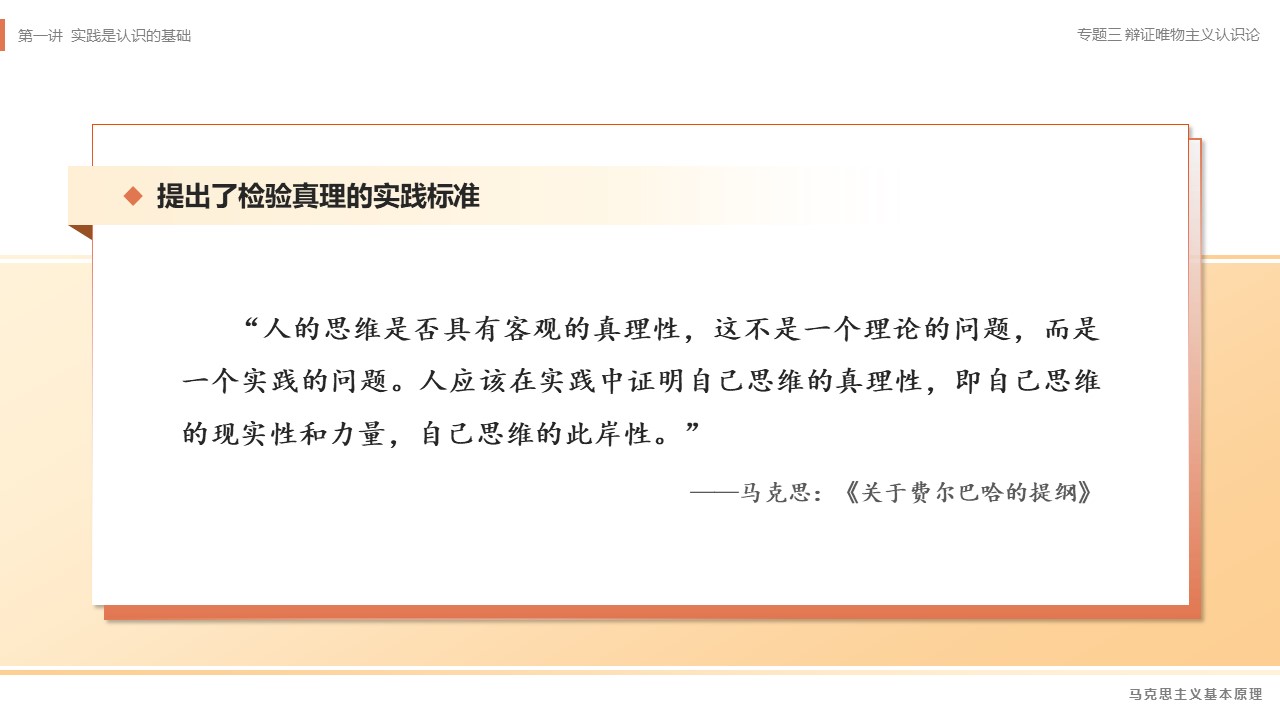 第一讲 实践是认识的基础
专题三 辩证唯物主义认识论
提出了检验真理的实践标准
“人的思维是否具有客观的真理性，这不是一个理论的问题，而是
一个实践的问题。人应该在实践中证明自己思维的真理性，即自己思维
的现实性和力量，自己思维的此岸性。”
——马克思：《关于费尔巴哈的提纲》
马克思主义基本原理